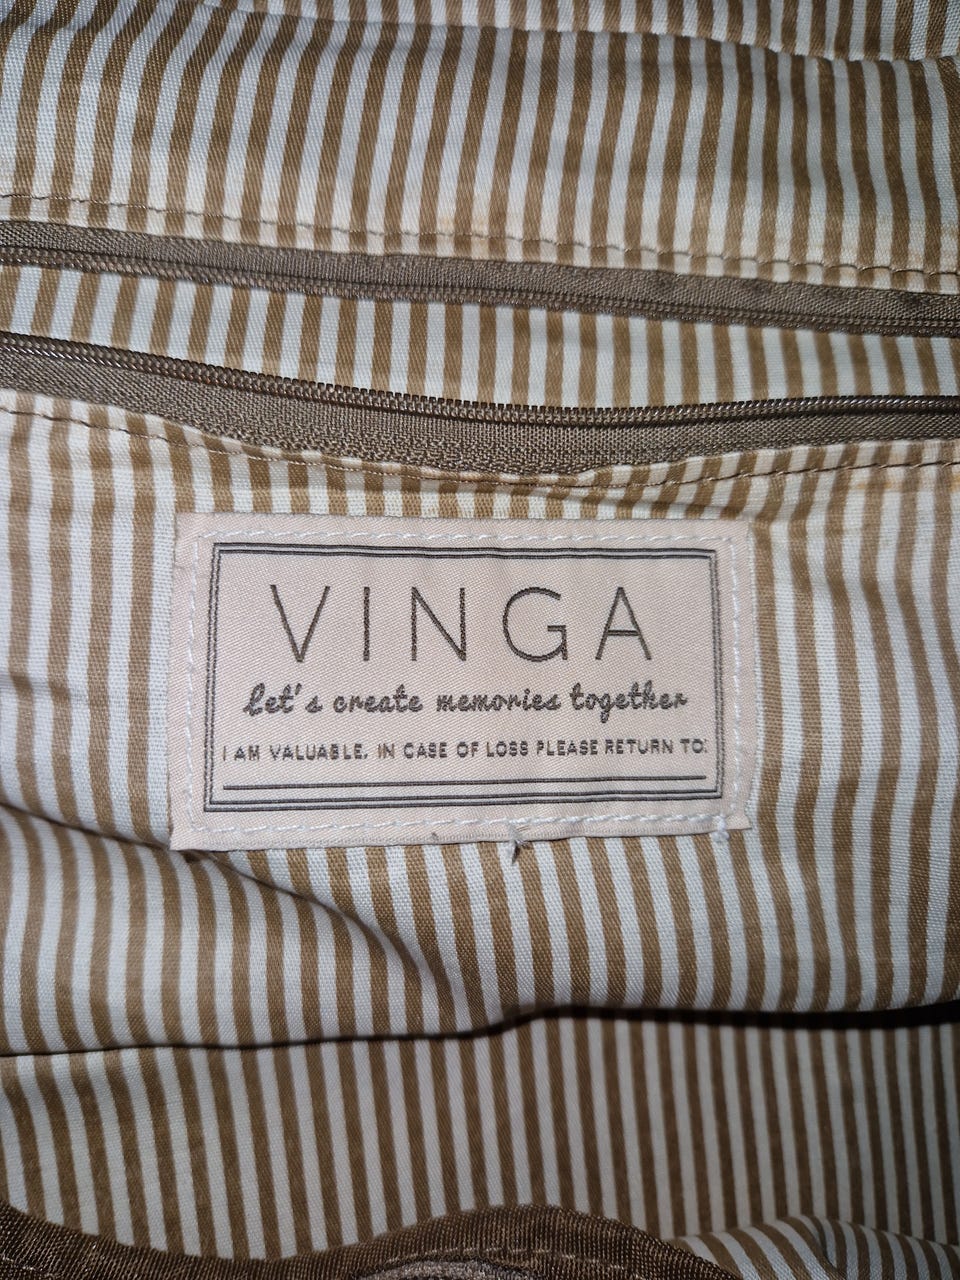 VINGA
Let's create memories together
I AM VALUABLE. IN CASE OF LOSS PLEASE RETURN TO: